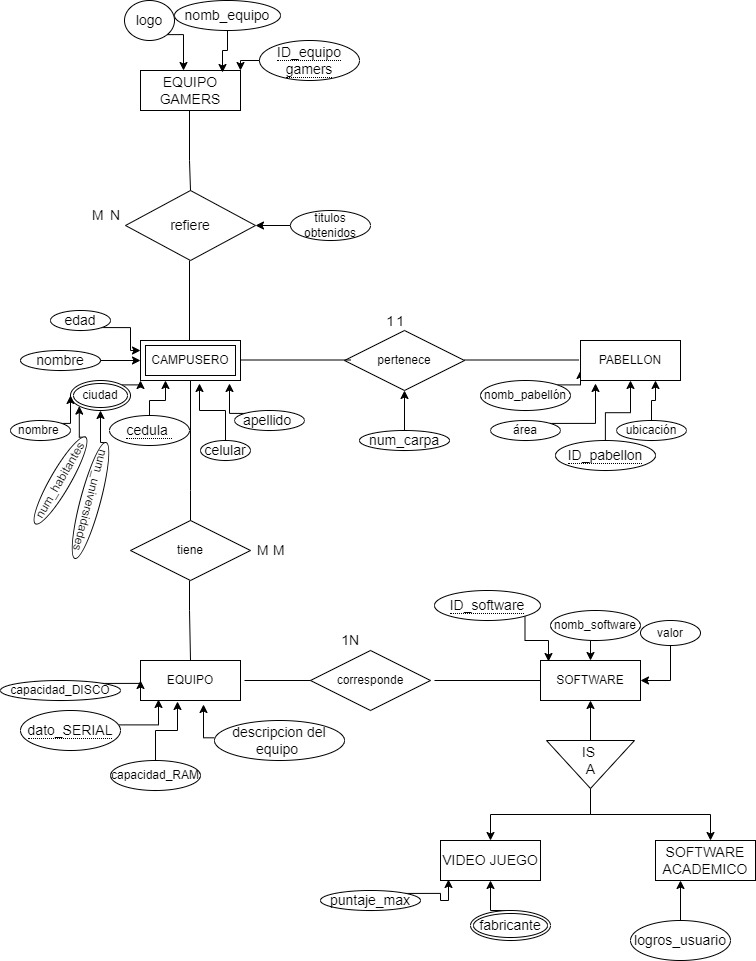 logo
nomb_equipo
ID_equipo
gamers
EQUIPO
GAMERS
M N
refiere
titulos
obtenidos
edad
nombre
CAMPUSERO
1 1
pertenece
PABELLON
ciudad
nombre
num_habitantes
num_universidades
cedula
celular
apellido
num_carpa
nomb_pabellón
área
ID_pabellon
ubicación
tiene
M M
ID_software
nomb_software
valor
capacidad_DISCO
EQUIPO
1N
corresponde
SOFTWARE
dato_SERIAL
capacidad_RAM
descripcion del
equipo
IS
A
VIDEO JUEGO
SOFTWARE
ACADEMICO
puntaje_max
fabricante
logros_usuario